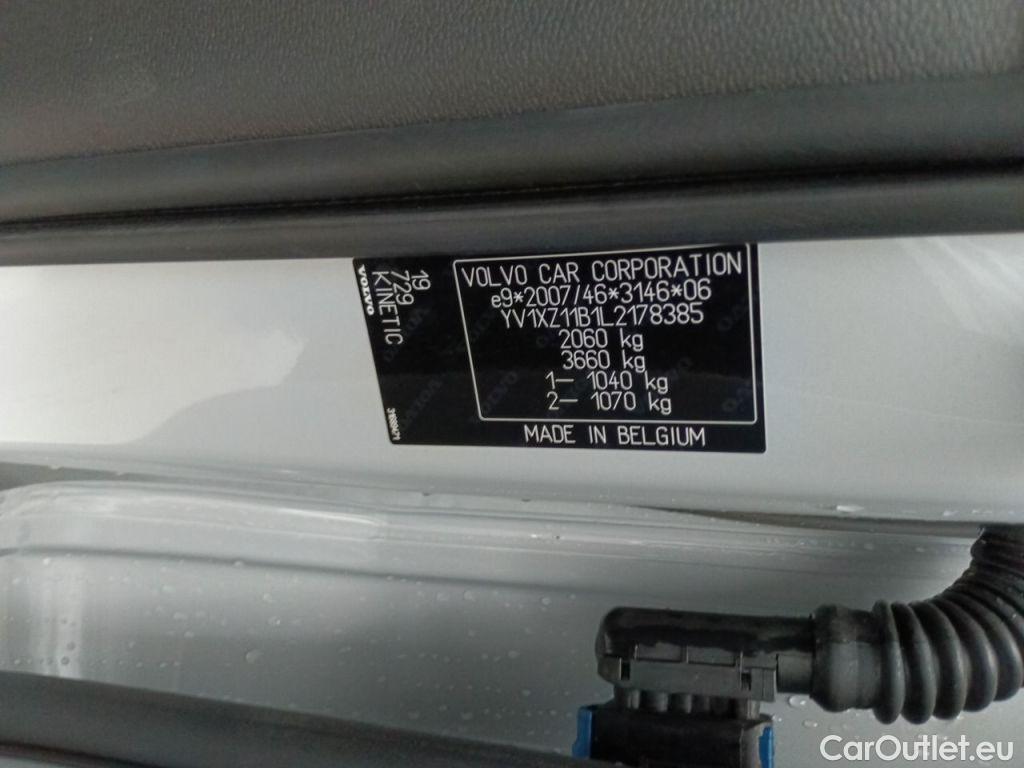 VOLVO CAR CORPORATION
e9*2007/46*3146*06
YV1XZ11B1L2178385
2060 kg
3660 kg
1– 1040 kg
2– 1070 kg
MADE IN BELGIUM
19
729
KINETIC
VOLVO
CarOutlet.eu